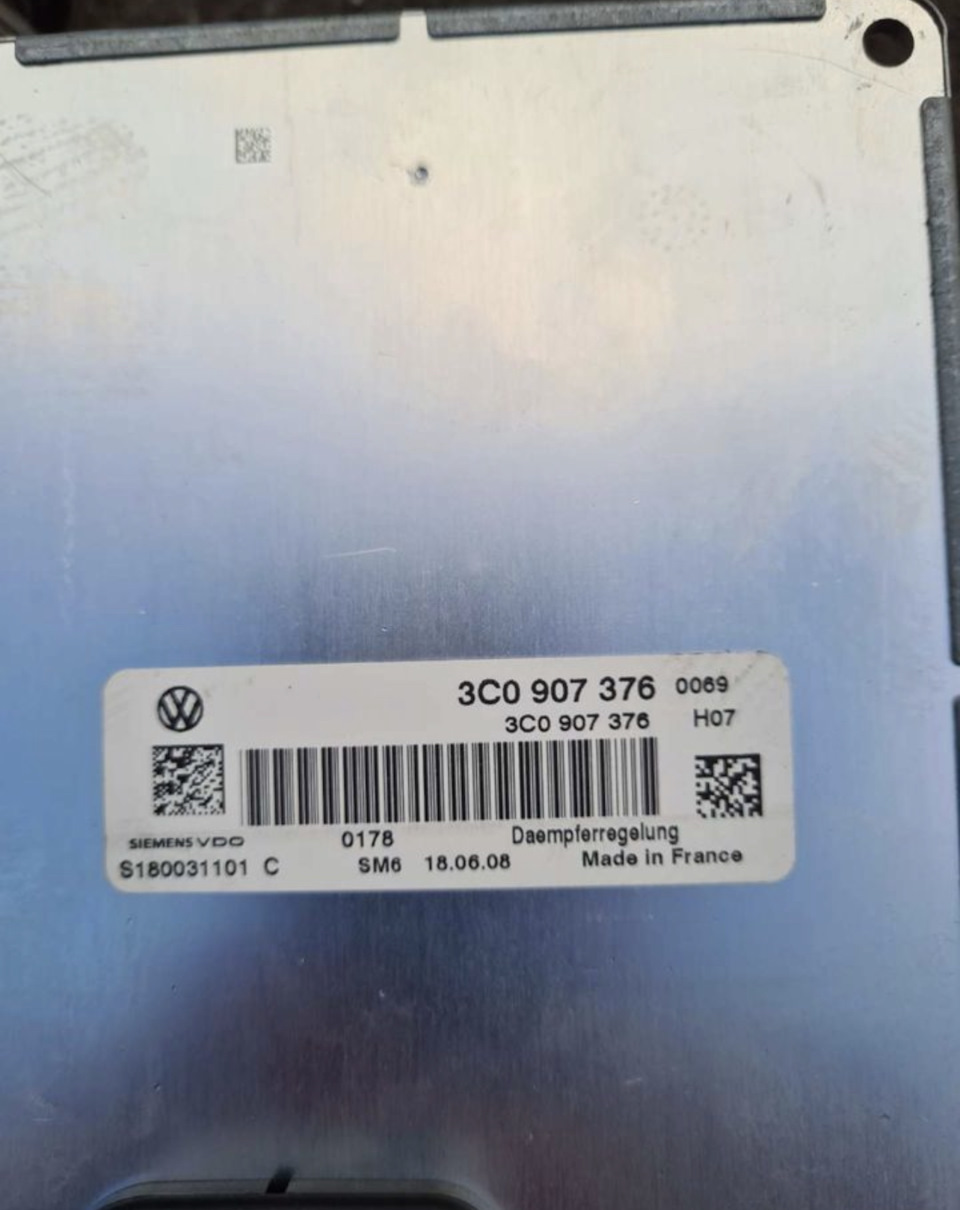 3C0 907 376 0069
3C0 907 376 H07
SIEMENS VDO 0178 Daempferregelung
S180031101 C SM6 18.06.08 Made in France